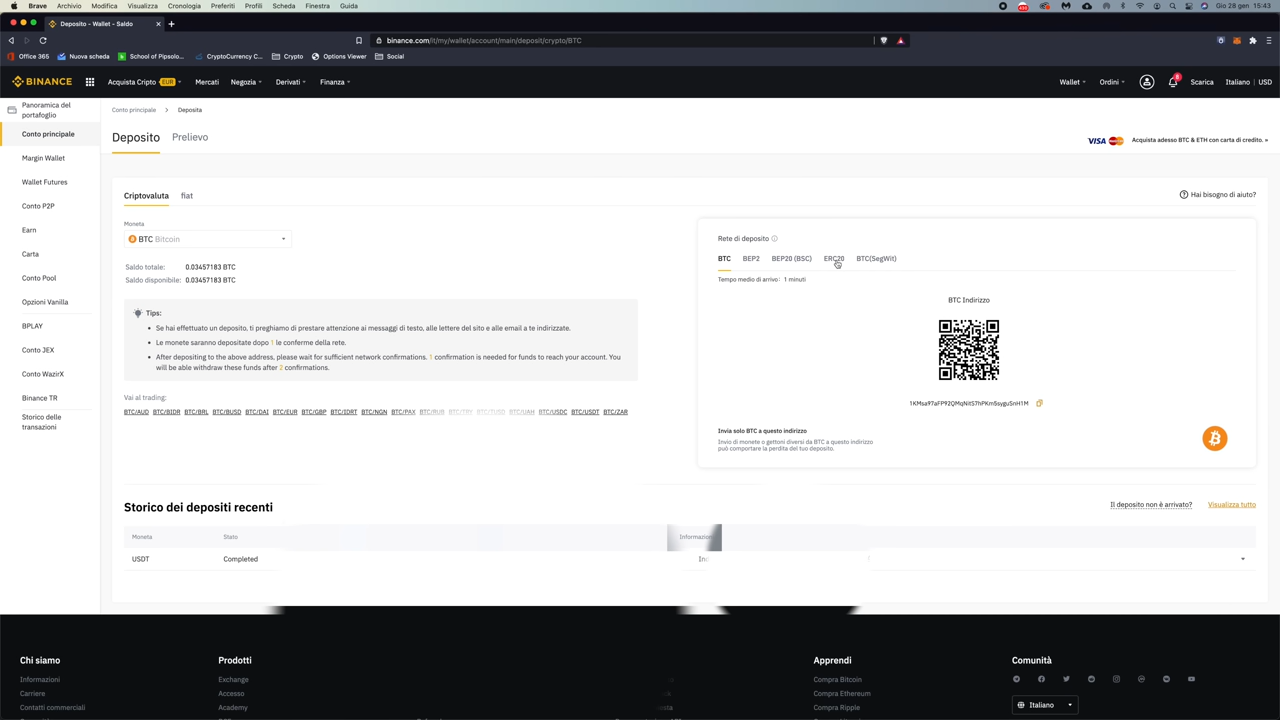 Brave Archivio Modifica Visualizza Cronologia Preferiti Profili Scheda Finestra Guida
Gio 28 gen 15:43
Deposito - Wallet - Saldo
binance.com/it/my/wallet/account/main/deposit/crypto/BTC
Office 365 Nuova scheda School of Pipsolo... CryptoCurrency C... Crypto Options Viewer Social
BINANCE Acquista Cripto EUR Mercati Negozia Derivati Finanza Wallet Ordini 8 Scarica Italiano USD
Panoramica del
portafoglio
Conto principale
Margin Wallet
Wallet Futures
Conto P2P
Earn
Carta
Conto Pool
Opzioni Vanilla
BPLAY
Conto JEX
Conto WazirX
Binance TR
Storico delle
transazioni
Conto principale > Deposita
Deposito Prelievo
VISA Acquista adesso BTC & ETH con carta di credito. »
Criptovaluta fiat
Hai bisogno di aiuto?
Moneta
BTC Bitcoin
Saldo totale: 0.03457183 BTC
Saldo disponibile: 0.03457183 BTC
Tips:
• Se hai effettuato un deposito, ti preghiamo di prestare attenzione ai messaggi di testo, alle lettere del sito e alle email a te indirizzate.
• Le monete saranno depositate dopo 1 le conferme della rete.
• After depositing to the above address, please wait for sufficient network confirmations. 1 confirmation is needed for funds to reach your account. You
will be able withdraw these funds after 2 confirmations.
Vai al trading:
BTC/AUD BTC/BIDR BTC/BRL BTC/BUSD BTC/DAI BTC/EUR BTC/GBP BTC/IDRT BTC/NGN BTC/PAX BTC/RUB BTC/TRY BTC/TUSD BTC/UAH BTC/USDC BTC/USDT BTC/ZAR
Rete di deposito
BTC BEP2 BEP20 (BSC) ERC20 BTC(SegWit)
Tempo medio di arrivo: 1 minuti
BTC Indirizzo
1KMsa97aFP92QMqNitS7hPKm5syguSnH1M
Invia solo BTC a questo indirizzo
Invio di monete o gettoni diversi da BTC a questo indirizzo
può comportare la perdita del tuo deposito.
Storico dei depositi recenti
Il deposito non è arrivato? Visualizza tutto
Moneta Stato Informazion
USDT Completed
Chi siamo
Informazioni
Carriere
Contatti commerciali
Prodotti
Exchange
Accesso
Academy
Apprendi
Compra Bitcoin
Compra Ethereum
Compra Ripple
Comunità
Italiano